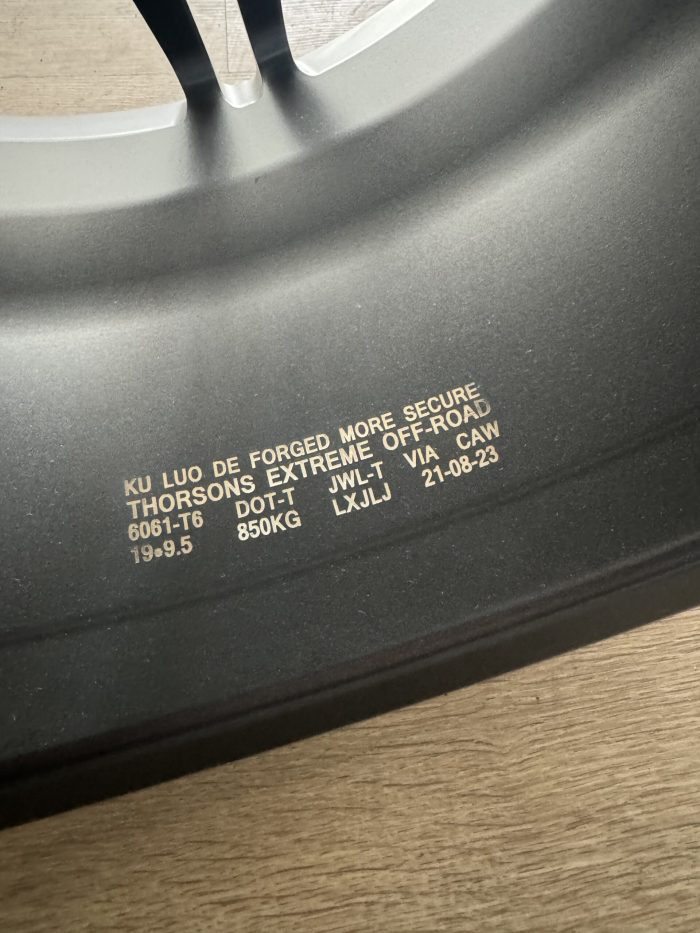 KU LUO DE FORGED MORE SECURE
THORSONS EXTREME OFF-ROAD
6061-T6 DOT-T JWL-T VIA CAW
19•9.5 850KG LXJLJ 21-08-23